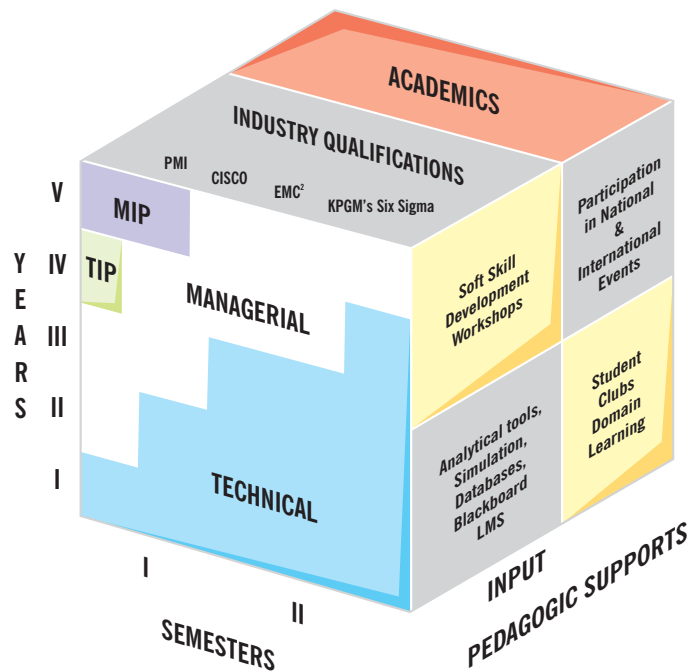 ACADEMICS
INDUSTRY QUALIFICATIONS
PMI
CISCO
EMC²
KPGM's Six Sigma
YEARS
V
IV
III
II
I
MIP
TIP
MANAGERIAL
TECHNICAL
Soft Skill
Development
Workshops
Participation
in National
&
International
Events
Analytical tools,
Simulation,
Databases,
Blackboard
LMS
Student
Clubs
Domain
Learning
I
II
SEMESTERS
INPUT
PEDAGOGIC SUPPORTS